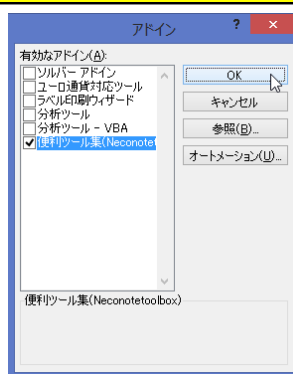 アドイン
? ×
有効なアドイン(A):
ソルバー アドイン
ユーロ通貨対応ツール
ラベル印刷ウィザード
分析ツール
分析ツール - VBA
便利ツール集(Neconotet
OK
キャンセル
参照(B)...
オートメーション(U)...
便利ツール集(Neconotetoolbox)